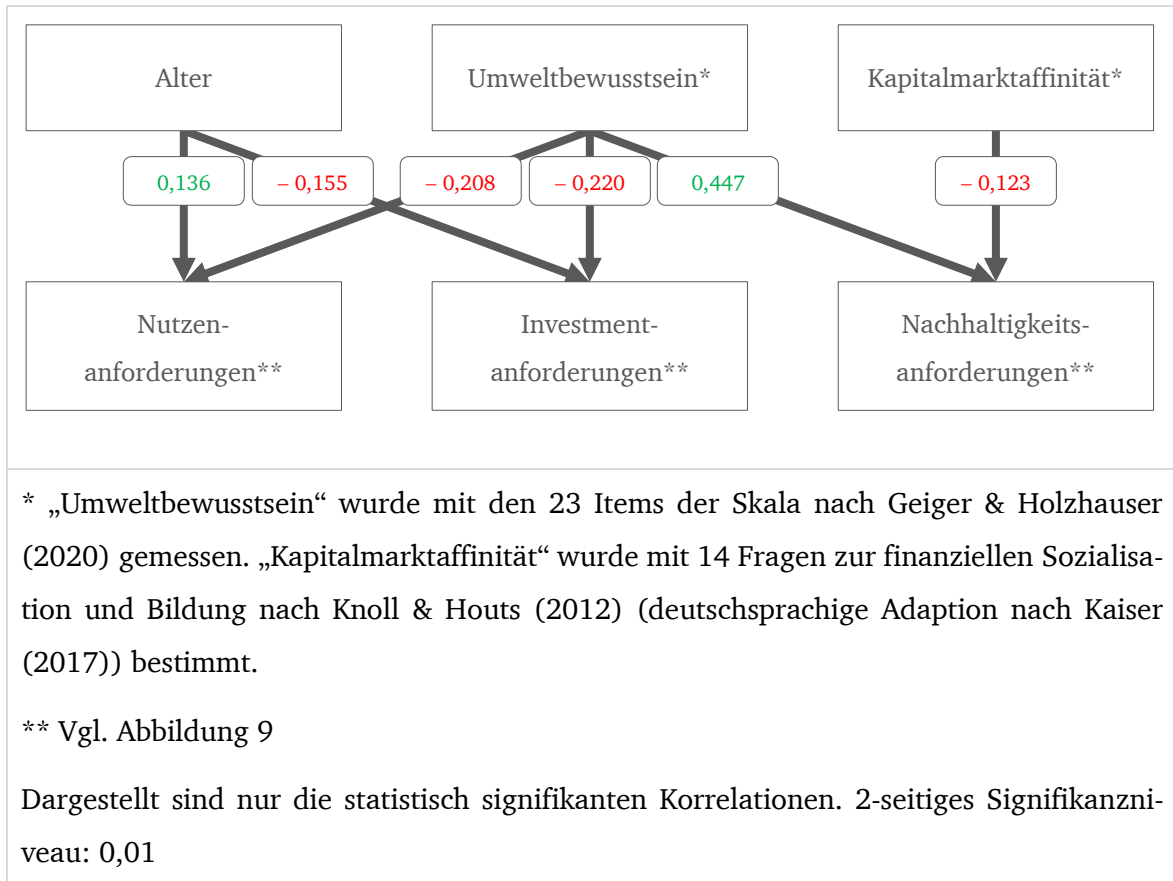 Alter
Umweltbewusstsein*
Kapitalmarktaffinität*
0,136
– 0,155
– 0,208
– 0,220
0,447
– 0,123
Nutzen-
anforderungen**
Investment-
anforderungen**
Nachhaltigkeits-
anforderungen**
* „Umweltbewusstsein“ wurde mit den 23 Items der Skala nach Geiger & Holzhauser
(2020) gemessen. „Kapitalmarktaffinität“ wurde mit 14 Fragen zur finanziellen Sozialisa-
tion und Bildung nach Knoll & Houts (2012) (deutschsprachige Adaption nach Kaiser
(2017)) bestimmt.
** Vgl. Abbildung 9
Dargestellt sind nur die statistisch signifikanten Korrelationen. 2-seitiges Signifikanzni-
veau: 0,01